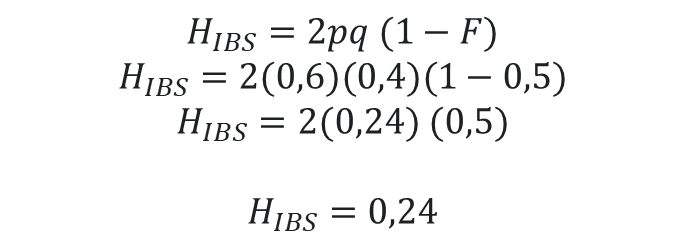 H_IBS = 2pq (1 − F)
H_IBS = 2(0,6)(0,4)(1 − 0,5)
H_IBS = 2(0,24) (0,5)
H_IBS = 0,24